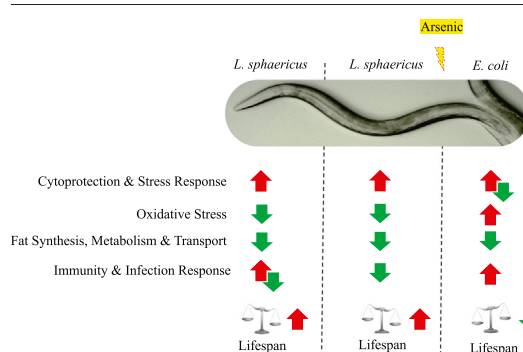 Arsenic
L. sphaericus L. sphaericus E. coli
Cytoprotection & Stress Response
Oxidative Stress
Fat Synthesis, Metabolism & Transport
Immunity & Infection Response
Lifespan Lifespan Lifespan